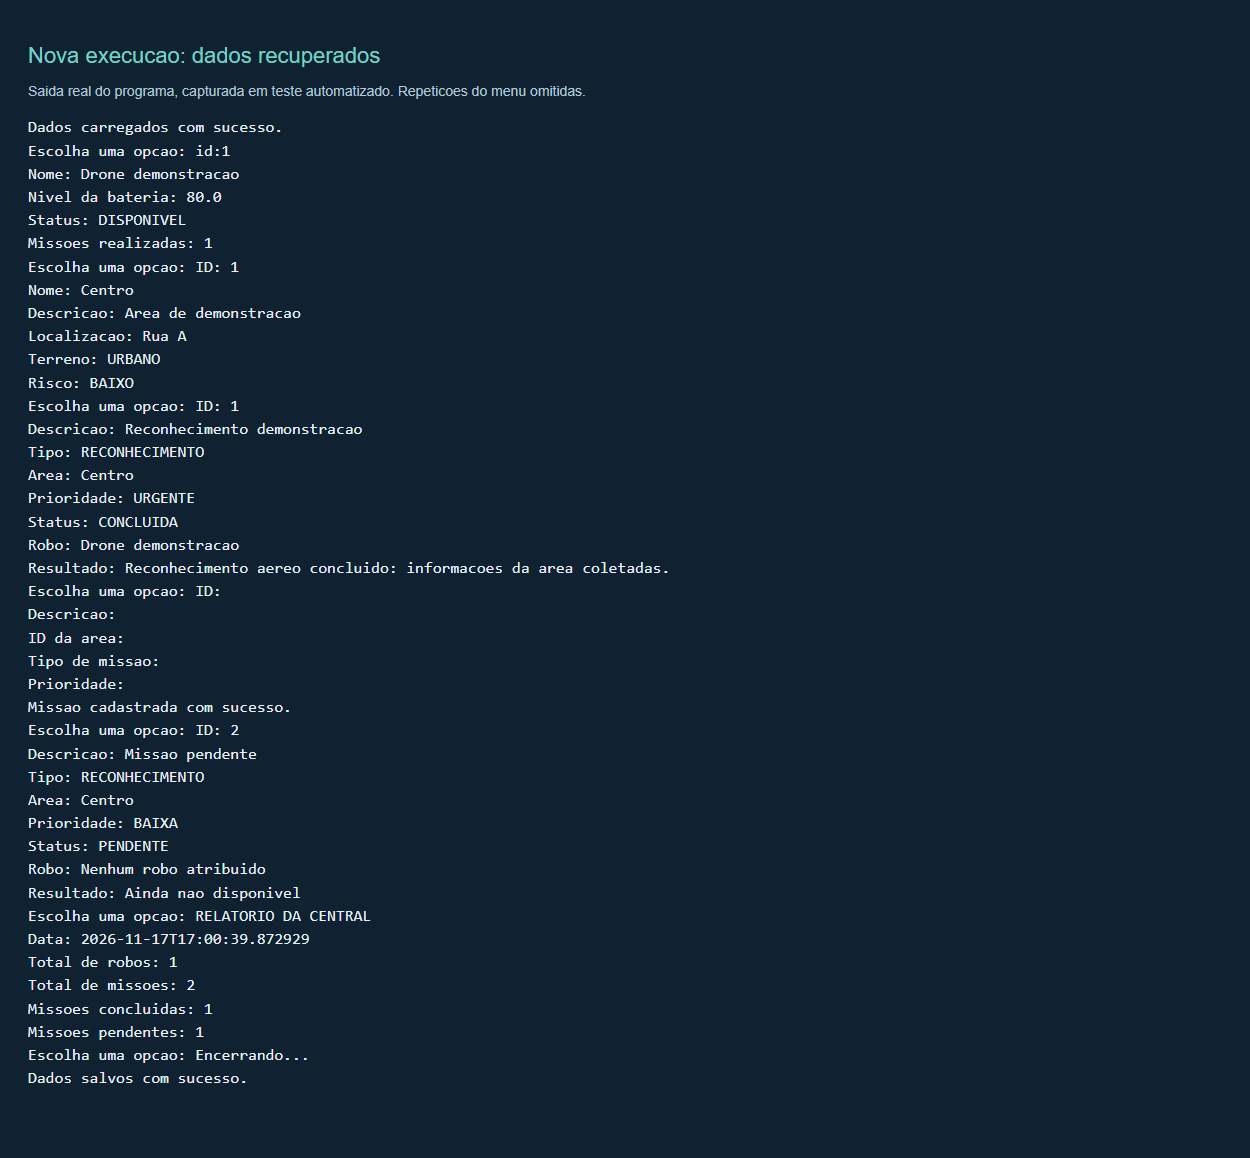 Nova execucao: dados recuperados
Saida real do programa, capturada em teste automatizado. Repeticoes do menu omitidas.
Dados carregados com sucesso.
Escolha uma opcao: id:1
Nome: Drone demonstracao
Nivel da bateria: 80.0
Status: DISPONIVEL
Missoes realizadas: 1
Escolha uma opcao: ID: 1
Nome: Centro
Descricao: Area de demonstracao
Localizacao: Rua A
Terreno: URBANO
Risco: BAIXO
Escolha uma opcao: ID: 1
Descricao: Reconhecimento demonstracao
Tipo: RECONHECIMENTO
Area: Centro
Prioridade: URGENTE
Status: CONCLUIDA
Robo: Drone demonstracao
Resultado: Reconhecimento aereo concluido: informacoes da area coletadas.
Escolha uma opcao: ID:
Descricao:
ID da area:
Tipo de missao:
Prioridade:
Missao cadastrada com sucesso.
Escolha uma opcao: ID: 2
Descricao: Missao pendente
Tipo: RECONHECIMENTO
Area: Centro
Prioridade: BAIXA
Status: PENDENTE
Robo: Nenhum robo atribuido
Resultado: Ainda nao disponivel
Escolha uma opcao: RELATORIO DA CENTRAL
Data: 2026-11-17T17:00:39.872929
Total de robos: 1
Total de missoes: 2
Missoes concluidas: 1
Missoes pendentes: 1
Escolha uma opcao: Encerrando...
Dados salvos com sucesso.